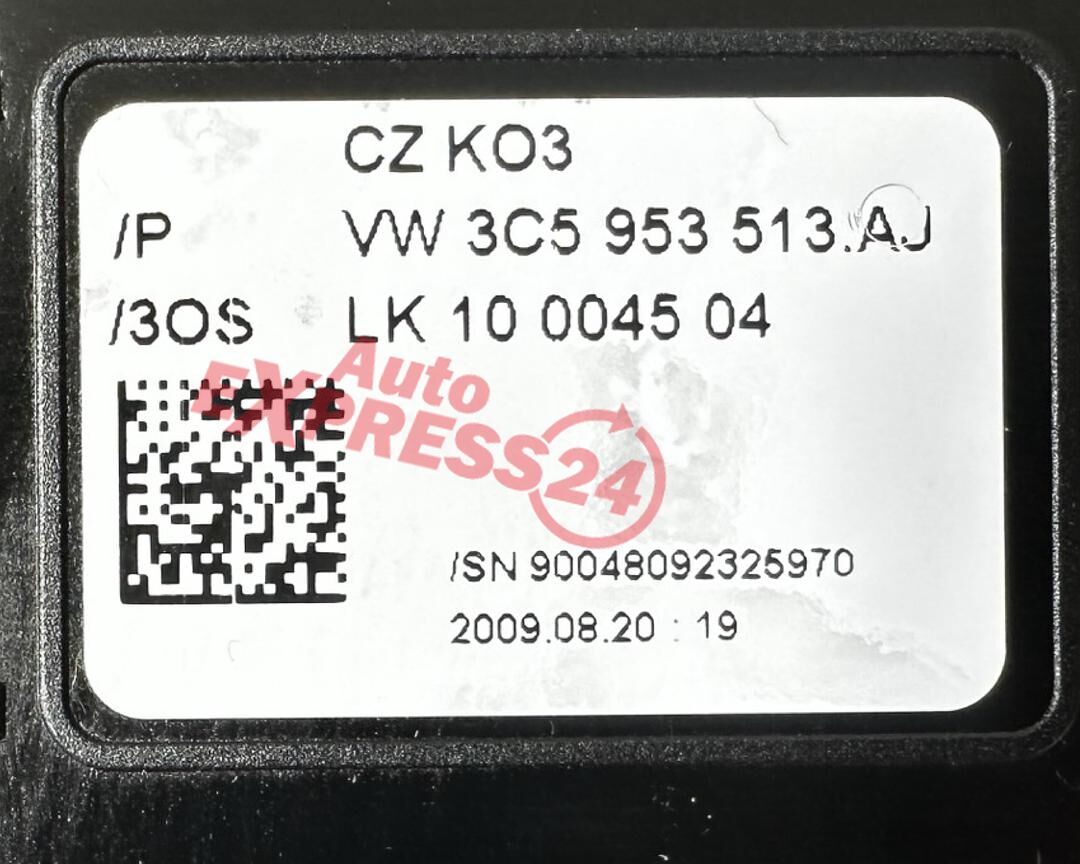 CZ KO3
/P VW 3C5 953 513.AJ
/3OS LK 10 0045 04
Auto
EXPRESS24
/SN 90048092325970
2009.08.20 : 19